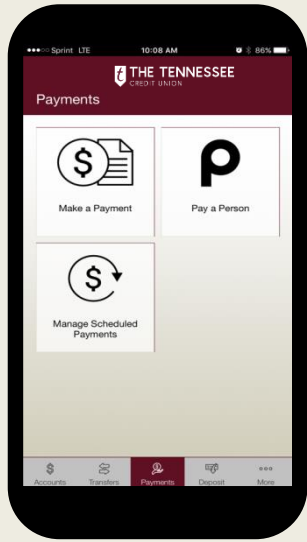 Sprint LTE 10:08 AM 86%
THE TENNESSEE
CREDIT UNION
Payments
Make a Payment
Pay a Person
Manage Scheduled
Payments
Accounts Transfers Payments Deposit More